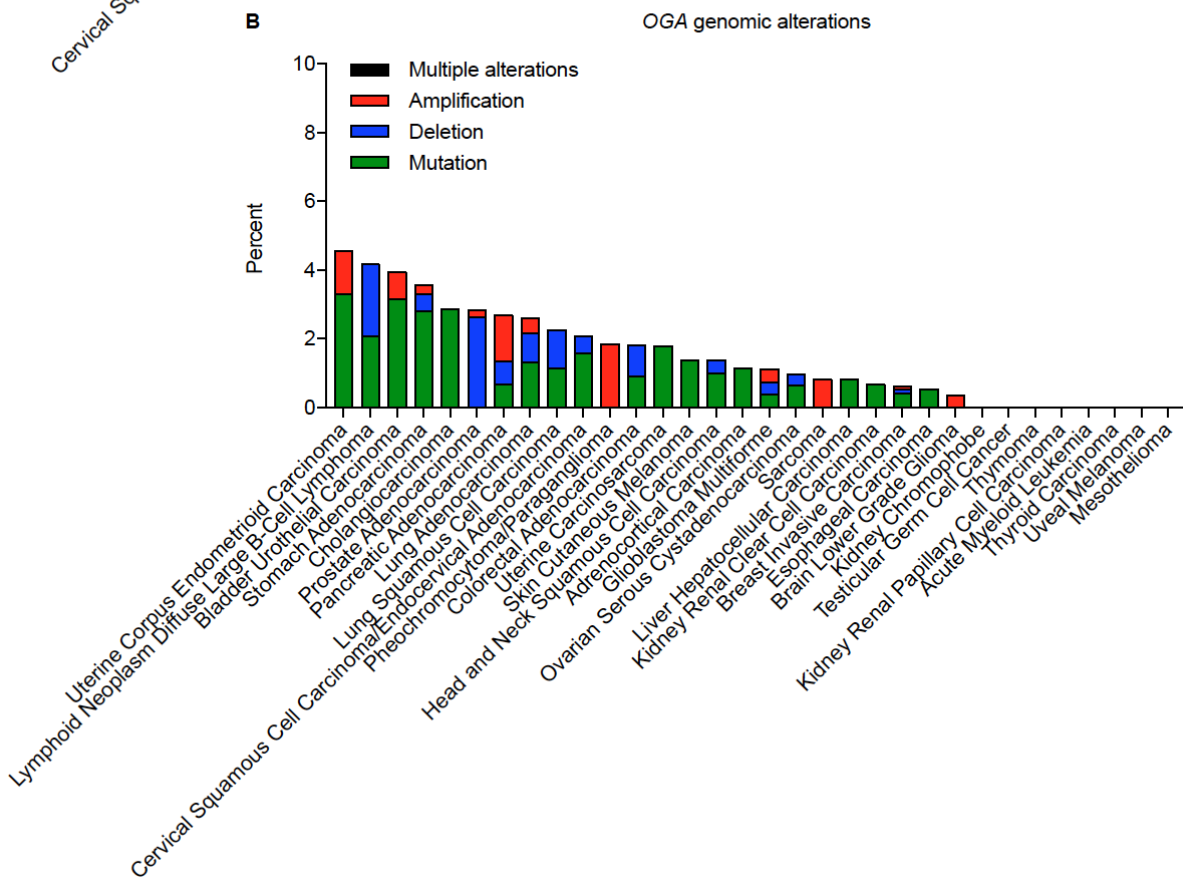 Cervical Squ
B
OGA genomic alterations
Multiple alterations
Amplification
Deletion
Mutation
Percent
10
8
6
4
2
0
Uterine Corpus Endometrioid Carcinoma
Lymphoid Neoplasm Diffuse Large B-Cell Lymphoma
Bladder Urothelial Carcinoma
Stomach Adenocarcinoma
Cholangiocarcinoma
Prostate Adenocarcinoma
Pancreatic Adenocarcinoma
Lung Adenocarcinoma
Lung Squamous Cell Carcinoma
Cervical Squamous Cell Carcinoma/Endocervical Adenocarcinoma
Pheochromocytoma/Paraganglioma
Colorectal Adenocarcinoma
Uterine Carcinosarcoma
Skin Cutaneous Melanoma
Head and Neck Squamous Cell Carcinoma
Adrenocortical Carcinoma
Glioblastoma Multiforme
Ovarian Serous Cystadenocarcinoma
Sarcoma
Liver Hepatocellular Carcinoma
Kidney Renal Clear Cell Carcinoma
Breast Invasive Carcinoma
Esophageal Carcinoma
Brain Lower Grade Glioma
Kidney Chromophobe
Testicular Germ Cell Cancer
Thymoma
Kidney Renal Papillary Cell Carcinoma
Acute Myeloid Leukemia
Thyroid Carcinoma
Uveal Melanoma
Mesothelioma